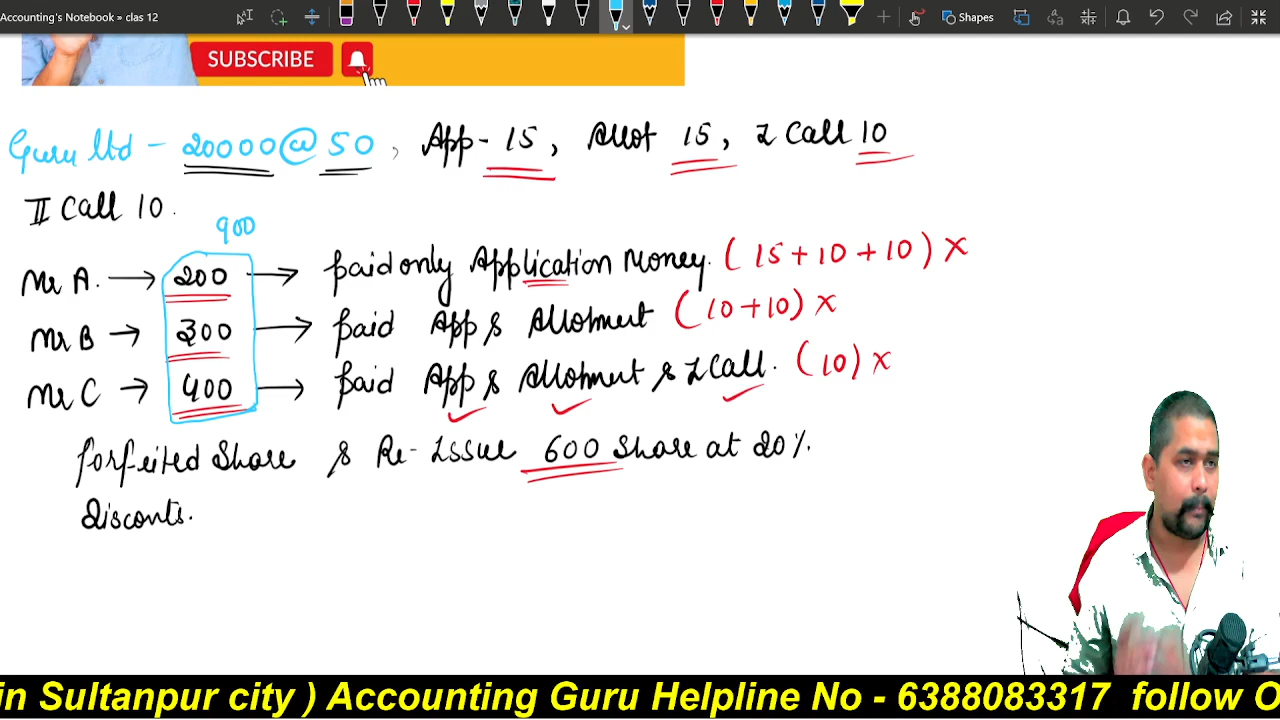 Accounting's Notebook » clas 12
Shapes
SUBSCRIBE
Guru ltd - 20000@50, App-15, Allot 15, I Call 10
II Call 10.
900
Mr A. → 200 → paid only Application Money. (15+10+10) X
Mr B → 300 → paid App & Allotment (10+10) X
Mr C → 400 → paid App & Allotment & I Call. (10) X
forfeited Share & Re-Issue 600 Share at 20%
Disconts.
in Sultanpur city ) Accounting Guru Helpline No - 6388083317 follow O